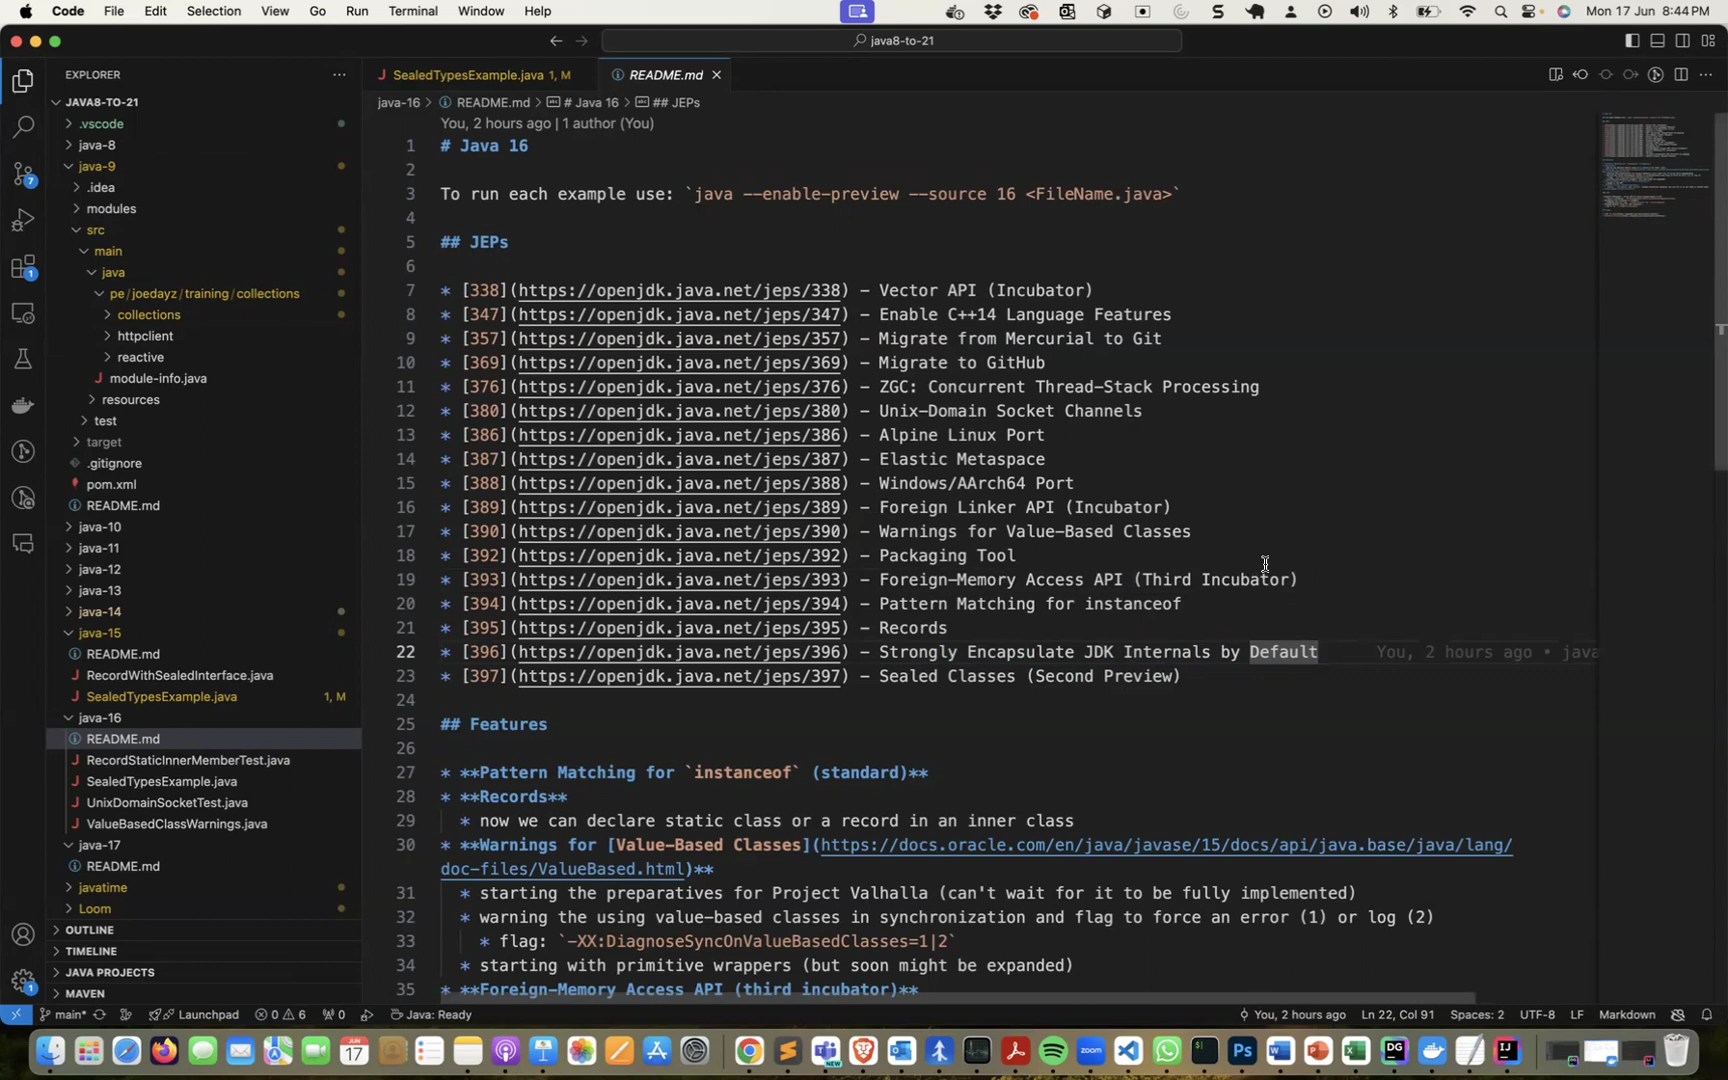 Code File Edit Selection View Go Run Terminal Window Help Mon 17 Jun 8:44 PM
java8-to-21
EXPLORER
SealedTypesExample.java 1, M README.md
JAVA8-TO-21
java-16 > README.md > # Java 16 > ## JEPs
.vscode
You, 2 hours ago | 1 author (You)
java-8
java-9
.idea
modules
src
main
java
pe/joedayz/training/collections
collections
httpclient
reactive
module-info.java
resources
test
target
.gitignore
pom.xml
README.md
java-10
java-11
java-12
java-13
java-14
java-15
README.md
RecordWithSealedInterface.java
SealedTypesExample.java 1, M
java-16
README.md
RecordStaticInnerMemberTest.java
SealedTypesExample.java
UnixDomainSocketTest.java
ValueBasedClassWarnings.java
java-17
README.md
javatime
Loom
OUTLINE
TIMELINE
JAVA PROJECTS
MAVEN
7
1
1
1 # Java 16
2
3 To run each example use: `java --enable-preview --source 16 <FileName.java>`
4
5 ## JEPs
6
7 * [338](https://openjdk.java.net/jeps/338) - Vector API (Incubator)
8 * [347](https://openjdk.java.net/jeps/347) - Enable C++14 Language Features
9 * [357](https://openjdk.java.net/jeps/357) - Migrate from Mercurial to Git
10 * [369](https://openjdk.java.net/jeps/369) - Migrate to GitHub
11 * [376](https://openjdk.java.net/jeps/376) - ZGC: Concurrent Thread-Stack Processing
12 * [380](https://openjdk.java.net/jeps/380) - Unix-Domain Socket Channels
13 * [386](https://openjdk.java.net/jeps/386) - Alpine Linux Port
14 * [387](https://openjdk.java.net/jeps/387) - Elastic Metaspace
15 * [388](https://openjdk.java.net/jeps/388) - Windows/AArch64 Port
16 * [389](https://openjdk.java.net/jeps/389) - Foreign Linker API (Incubator)
17 * [390](https://openjdk.java.net/jeps/390) - Warnings for Value-Based Classes
18 * [392](https://openjdk.java.net/jeps/392) - Packaging Tool
19 * [393](https://openjdk.java.net/jeps/393) - Foreign-Memory Access API (Third Incubator)
20 * [394](https://openjdk.java.net/jeps/394) - Pattern Matching for instanceof
21 * [395](https://openjdk.java.net/jeps/395) - Records
22 * [396](https://openjdk.java.net/jeps/396) - Strongly Encapsulate JDK Internals by Default You, 2 hours ago • java
23 * [397](https://openjdk.java.net/jeps/397) - Sealed Classes (Second Preview)
24
25 ## Features
26
27 * **Pattern Matching for `instanceof` (standard)**
28 * **Records**
29 * now we can declare static class or a record in an inner class
30 * **Warnings for [Value-Based Classes](https://docs.oracle.com/en/java/javase/15/docs/api/java.base/java/lang/
doc-files/ValueBased.html)**
31 * starting the preparatives for Project Valhalla (can't wait for it to be fully implemented)
32 * warning the using value-based classes in synchronization and flag to force an error (1) or log (2)
33 * flag: `-XX:DiagnoseSyncOnValueBasedClasses=1|2`
34 * starting with primitive wrappers (but soon might be expanded)
35 * **Foreign-Memory Access API (third incubator)**
main* Launchpad 0 6 0 Java: Ready You, 2 hours ago Ln 22, Col 91 Spaces: 2 UTF-8 LF Markdown
JUN
17
NEW
zoom
DG
IJ